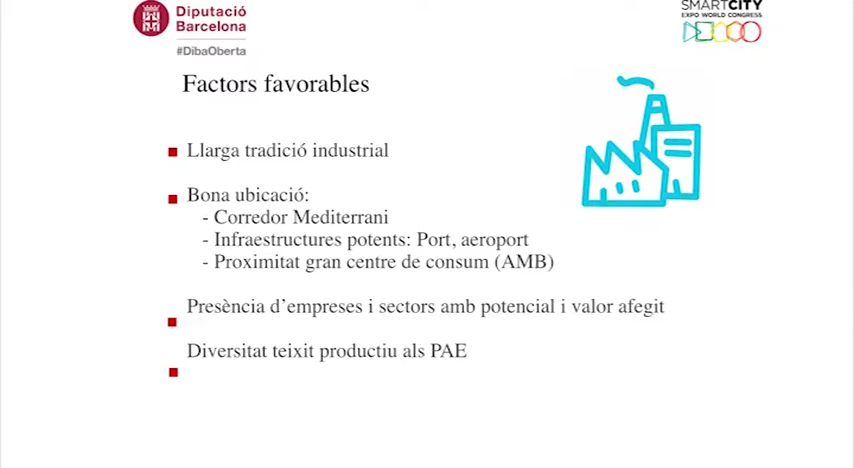 Diputació
Barcelona
#DibaOberta
SMARTCITY
EXPO WORLD CONGRESS
Factors favorables
Llarga tradició industrial
Bona ubicació:
- Corredor Mediterrani
- Infraestructures potents: Port, aeroport
- Proximitat gran centre de consum (AMB)
Presència d’empreses i sectors amb potencial i valor afegit
Diversitat teixit productiu als PAE